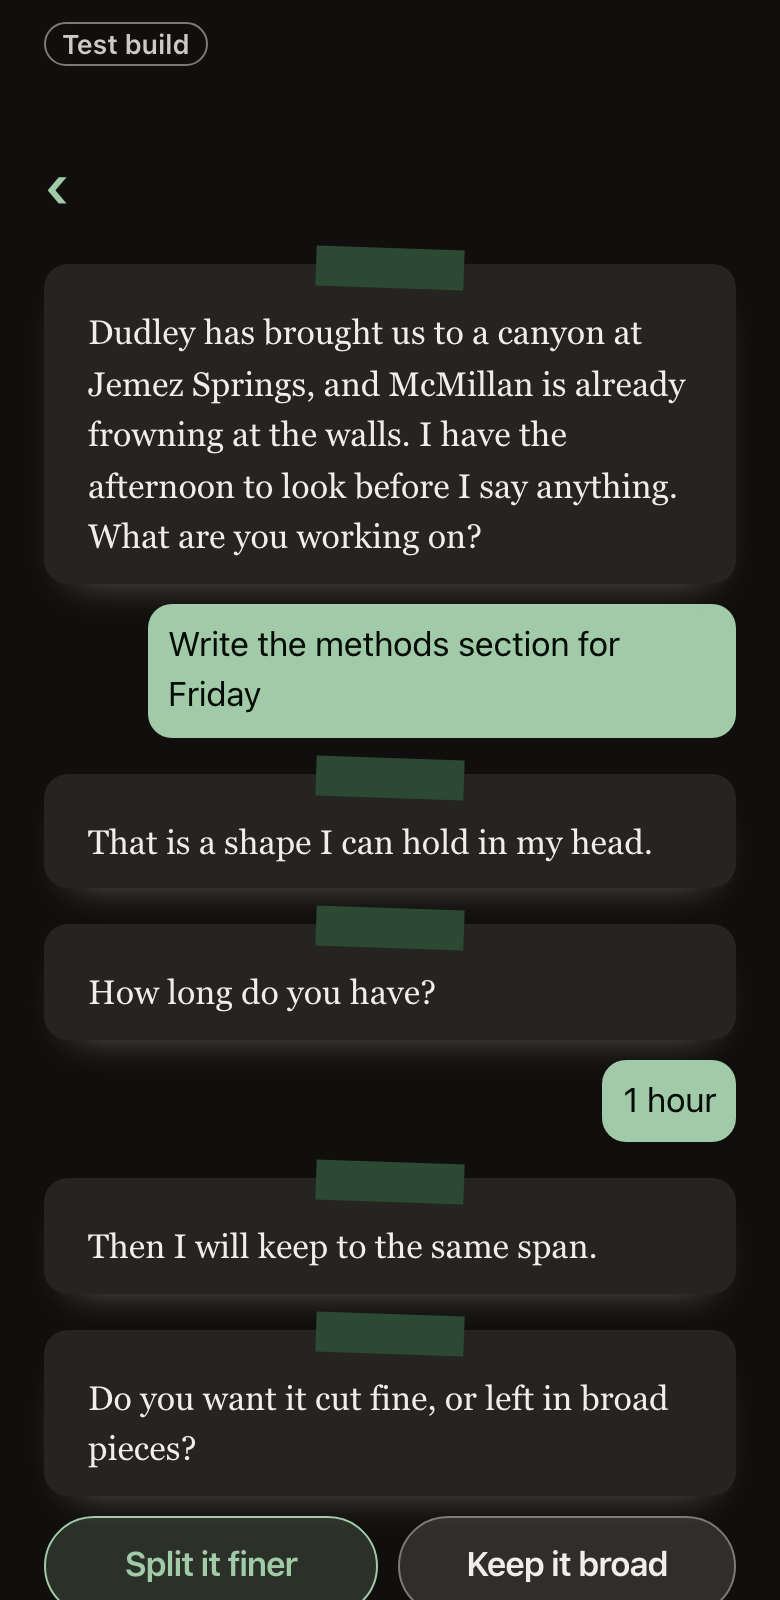 Test build
Dudley has brought us to a canyon at
Jemez Springs, and McMillan is already
frowning at the walls. I have the
afternoon to look before I say anything.
What are you working on?
Write the methods section for
Friday
That is a shape I can hold in my head.
How long do you have?
1 hour
Then I will keep to the same span.
Do you want it cut fine, or left in broad
pieces?
Split it finer
Keep it broad